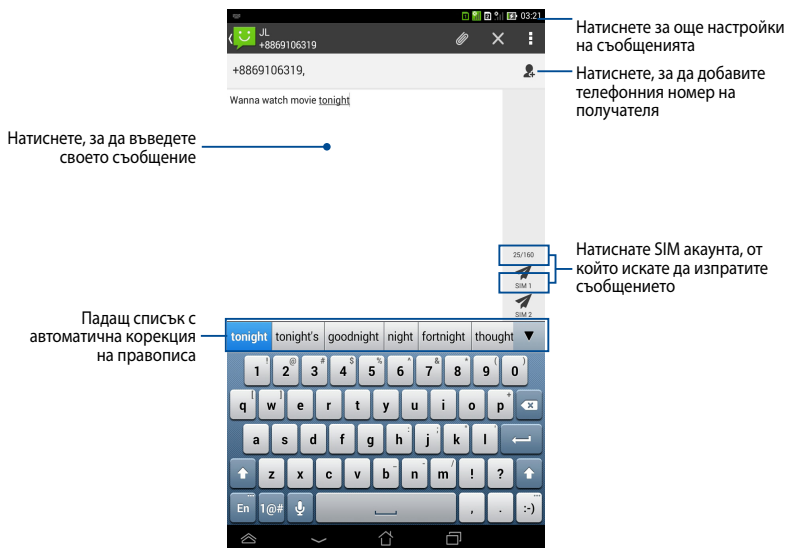 03:21
JL
+8869106319
Натиснете за още настройки
на съобщенията
+8869106319,
Натиснете, за да добавите
телефонния номер на
получателя
Wanna watch movie tonight
Натиснете, за да въведете
своето съобщение
25/160
SIM 1
SIM 2
Натиснате SIM акаунта, от
който искате да изпратите
съобщението
Падащ списък с
автоматична корекция
на правописа
tonight tonight's goodnight night fortnight thought
! @ # $ % ^ & * ( )
1 2 3 4 5 6 7 8 9 0
[ ] +
q w e r t y u i o p
: ; " '
a s d f g h j k l
_ - /
z x c v b n m ! ?
En 1@# , . :-)